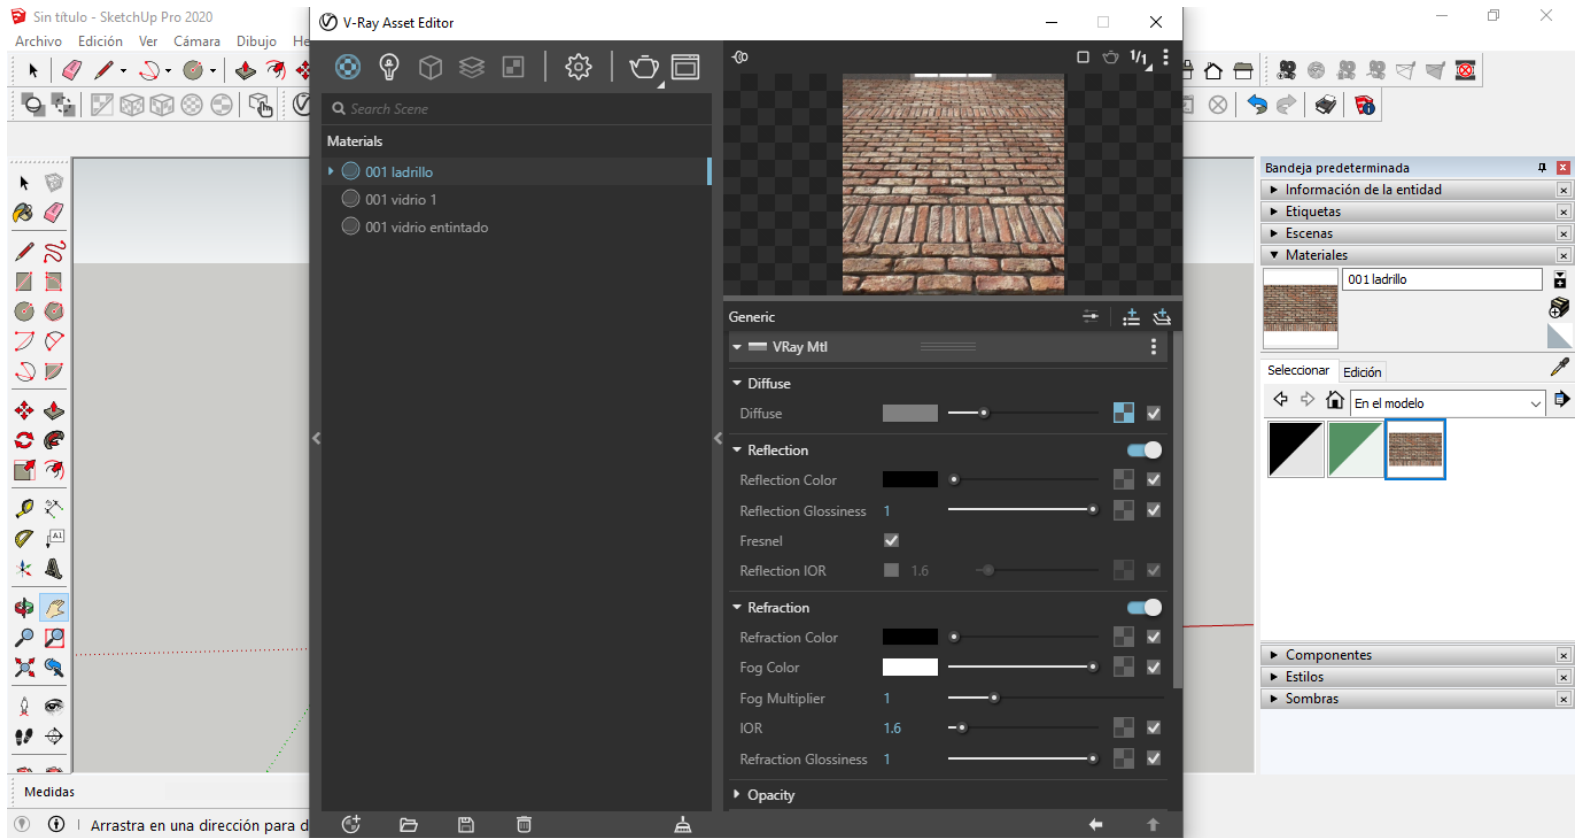 Sin título - SketchUp Pro 2020
Archivo Edición Ver Cámara Dibujo He
V-Ray Asset Editor
1/1
Search Scene
Materials
001 ladrillo
001 vidrio 1
001 vidrio entintado
Generic
VRay Mtl
Diffuse
Diffuse
Reflection
Reflection Color
Reflection Glossiness 1
Fresnel
Reflection IOR 1.6
Refraction
Refraction Color
Fog Color
Fog Multiplier 1
IOR 1.6
Refraction Glossiness 1
Opacity
Bandeja predeterminada
Información de la entidad
Etiquetas
Escenas
Materiales
001 ladrillo
Seleccionar Edición
En el modelo
Componentes
Estilos
Sombras
A1
Medidas
Arrastra en una dirección para d